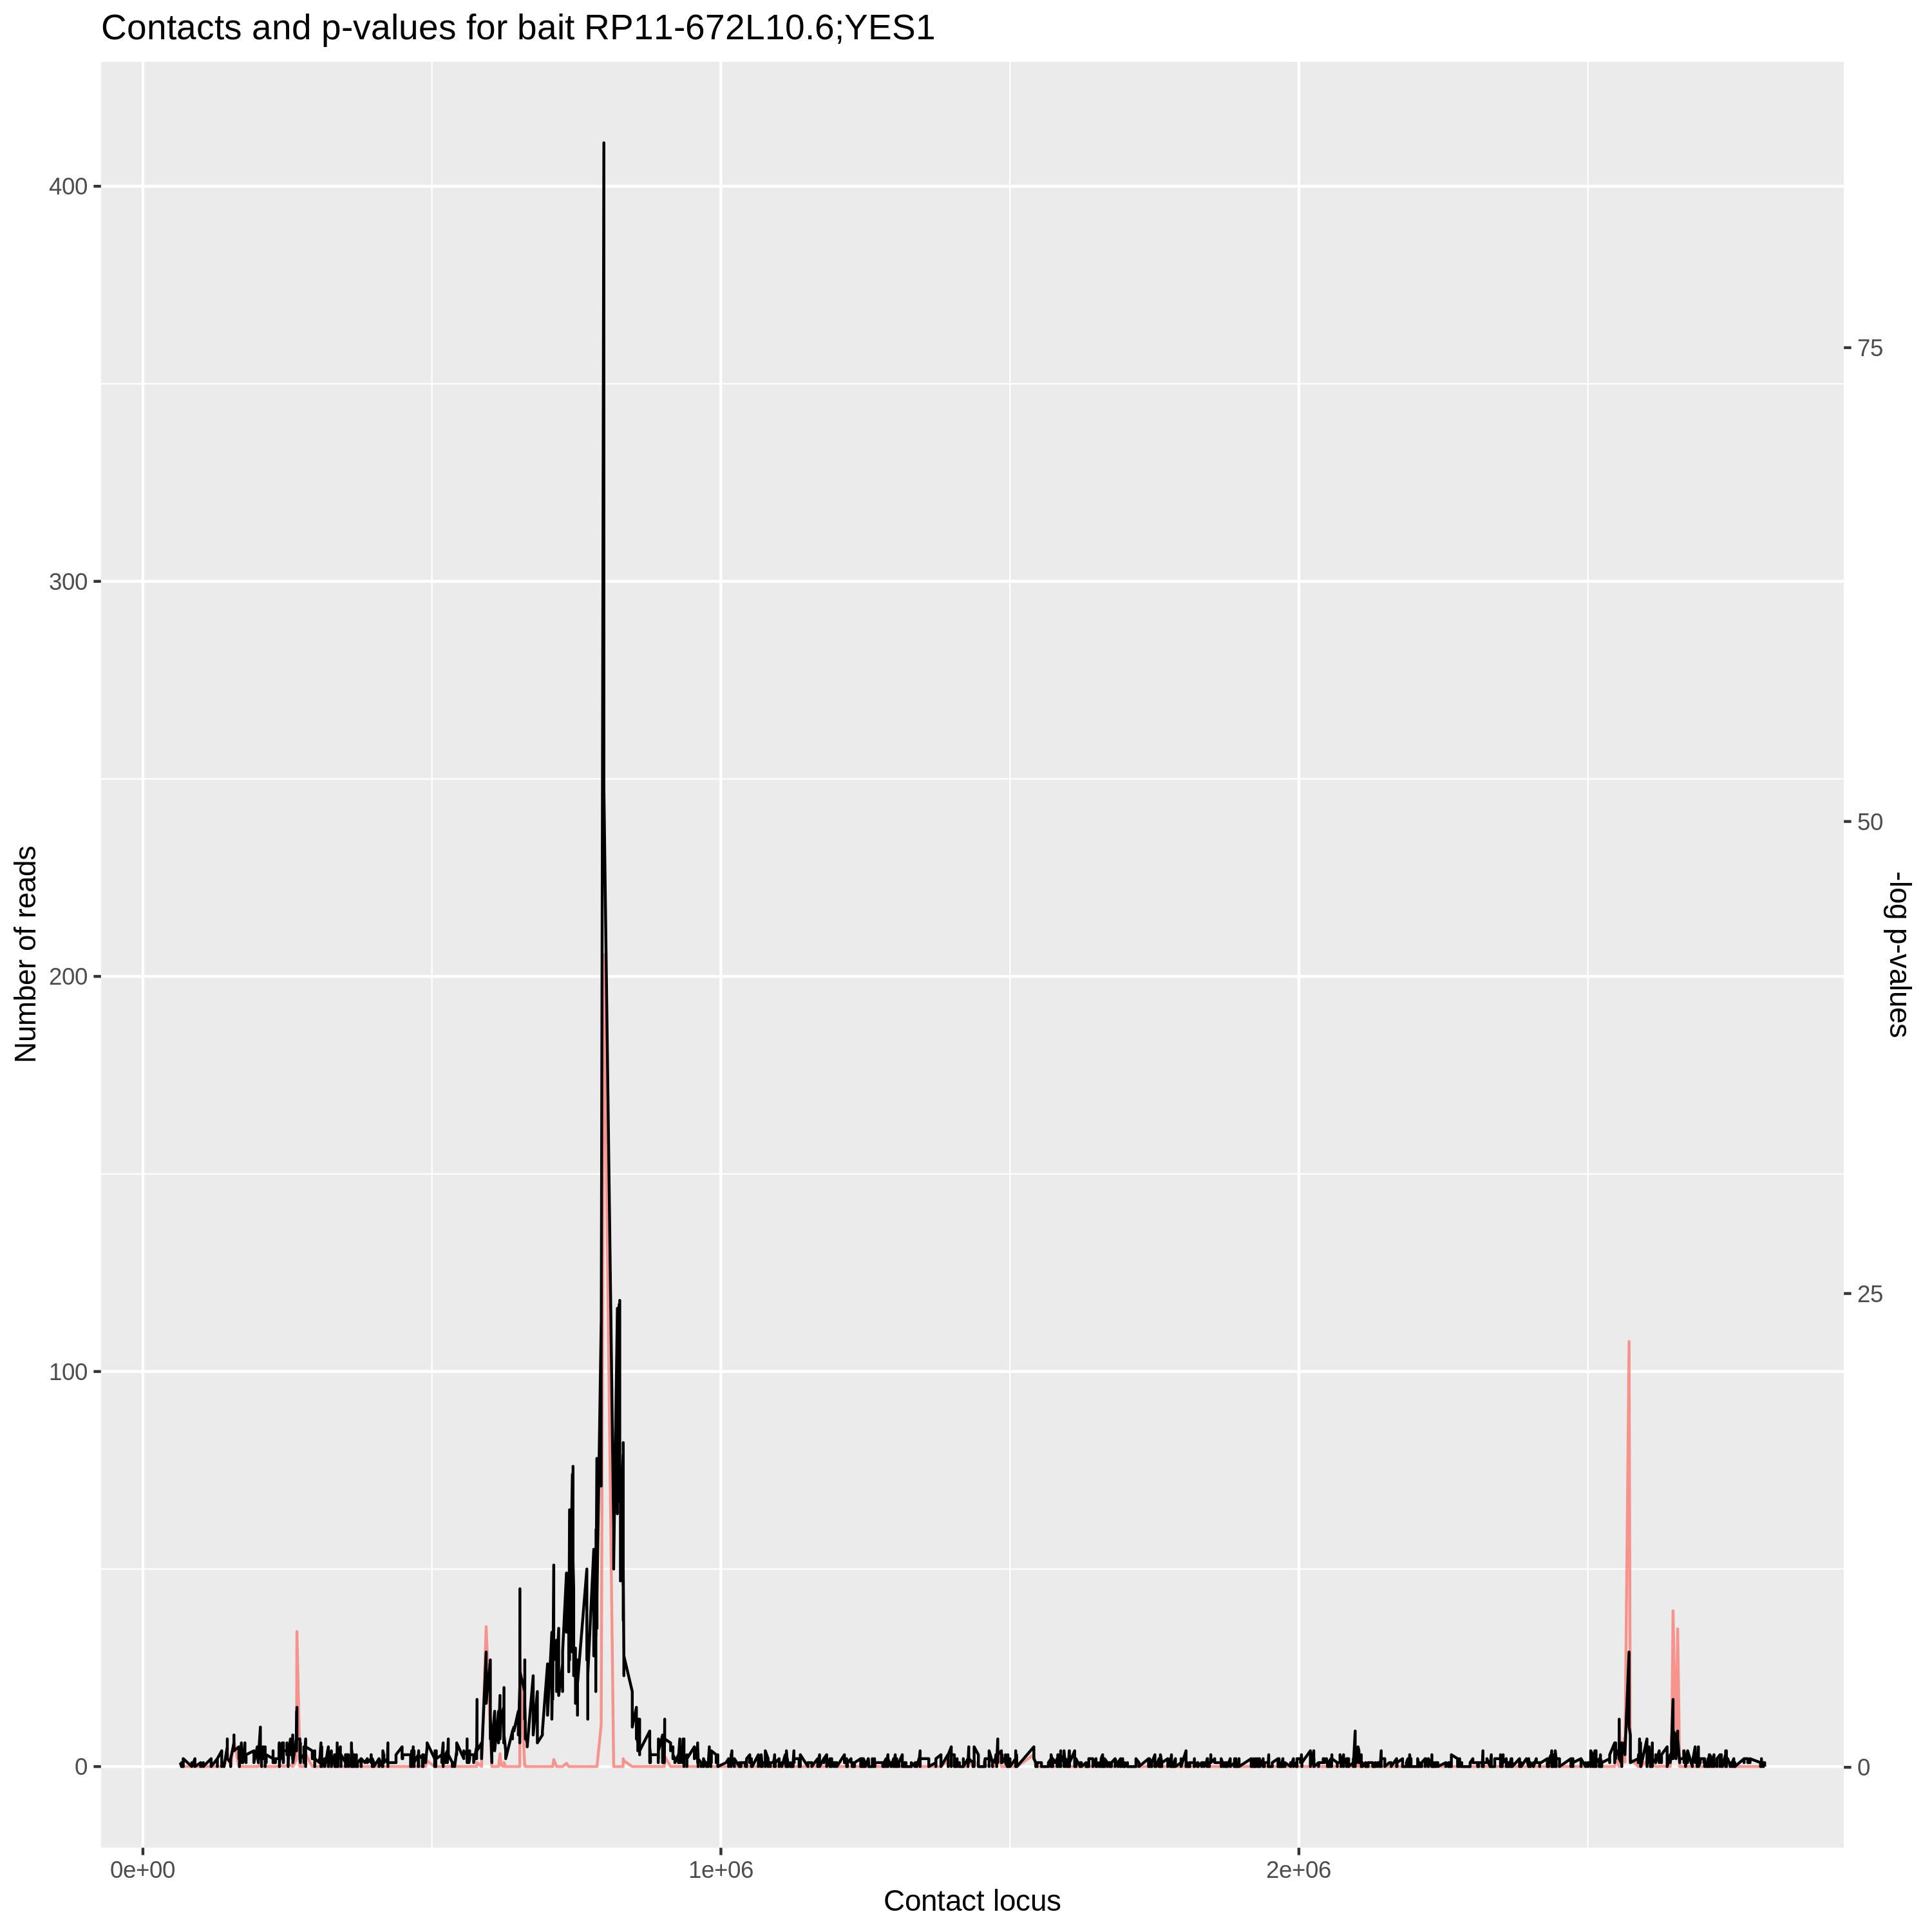 Contacts and p-values for bait RP11-672L10.6;YES1
400
300
200
100
0
Number of reads
75
50
25
0
-log p-values
0e+00 1e+06 2e+06
Contact locus